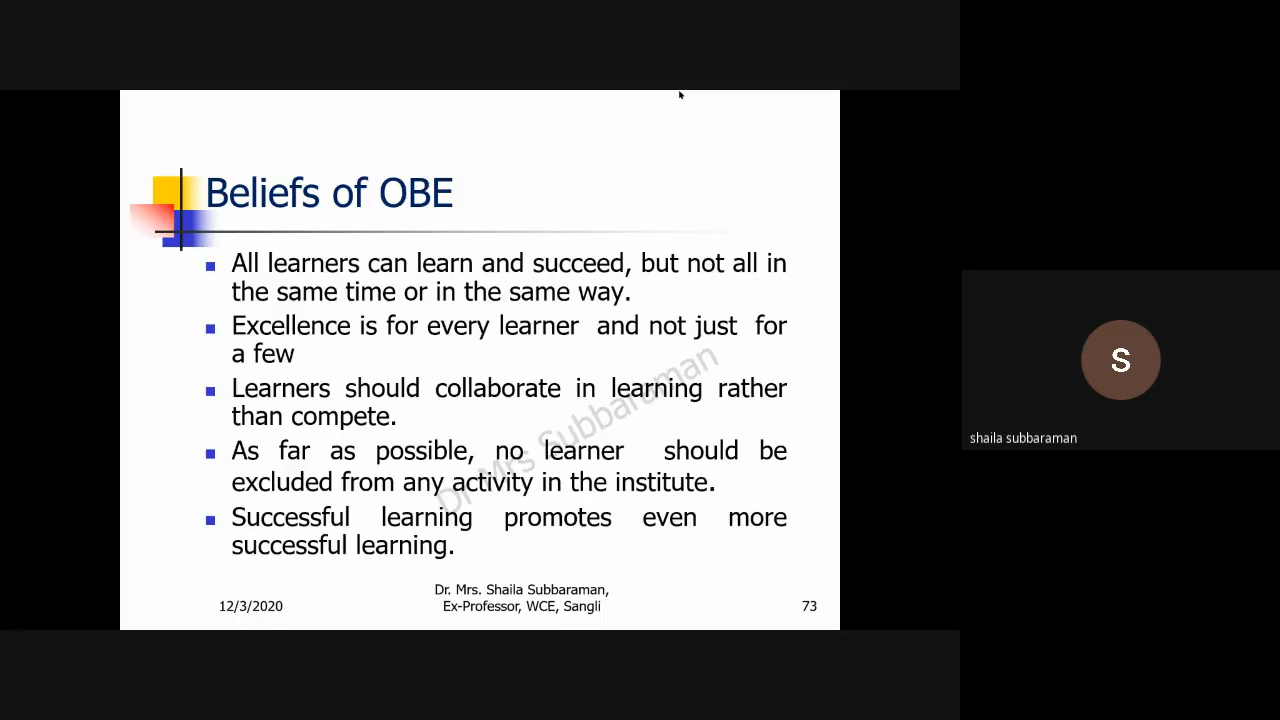 Beliefs of OBE
All learners can learn and succeed, but not all in
the same time or in the same way.
Excellence is for every learner and not just for
a few
Learners should collaborate in learning rather
than compete.
As far as possible, no learner should be
excluded from any activity in the institute.
Successful learning promotes even more
successful learning.
Dr Mrs Subbaraman
12/3/2020
Dr. Mrs. Shaila Subbaraman,
Ex-Professor, WCE, Sangli
73
S
shaila subbaraman